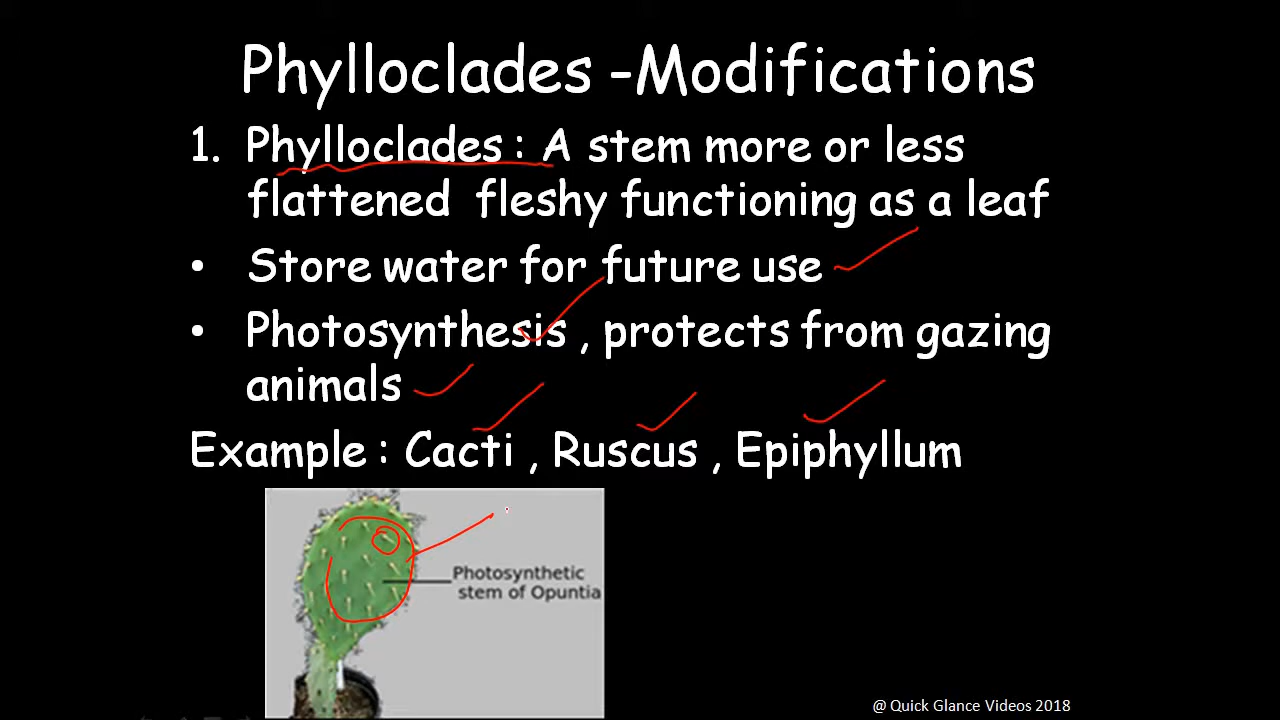 Phylloclades -Modifications
1. Phylloclades : A stem more or less
flattened fleshy functioning as a leaf
• Store water for future use
• Photosynthesis , protects from gazing
animals
Example : Cacti , Ruscus , Epiphyllum
Photosynthetic
stem of Opuntia
@ Quick Glance Videos 2018